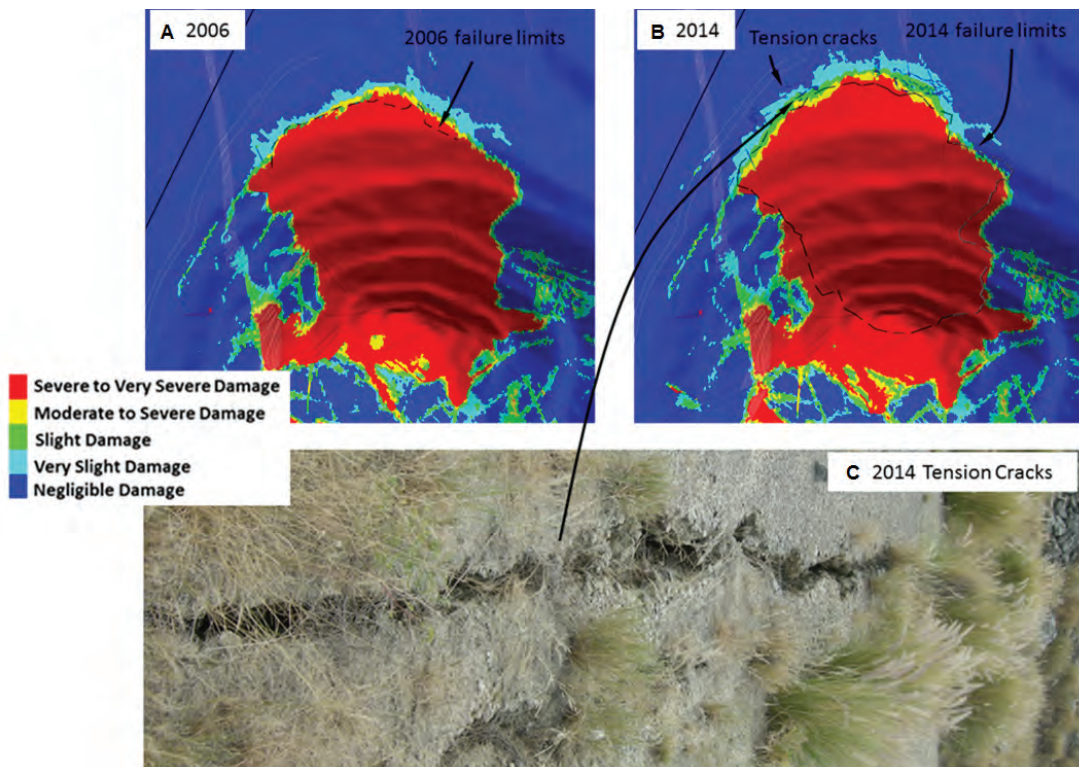 A 2006
2006 failure limits
B 2014
Tension cracks
2014 failure limits
Severe to Very Severe Damage
Moderate to Severe Damage
Slight Damage
Very Slight Damage
Negligible Damage
C 2014 Tension Cracks